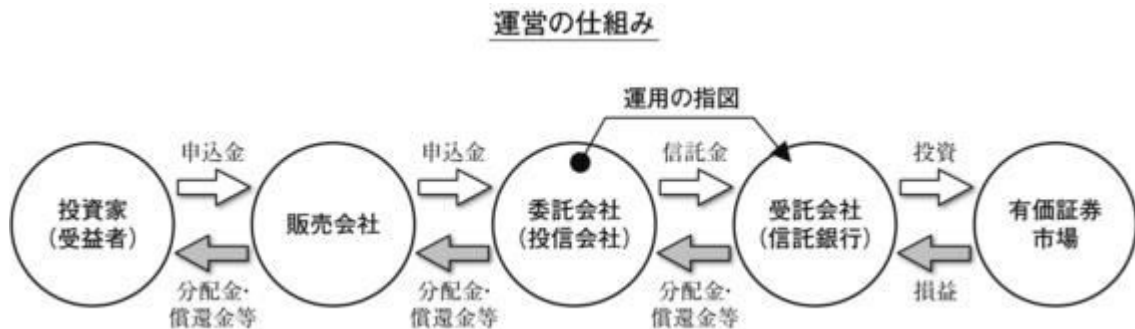 運営の仕組み
運用の指図
申込金
申込金
信託金
投資
投資家
(受益者)
販売会社
委託会社
(投信会社)
受託会社
(信託銀行)
有価証券
市場
分配金・
償還金等
分配金・
償還金等
分配金・
償還金等
損益